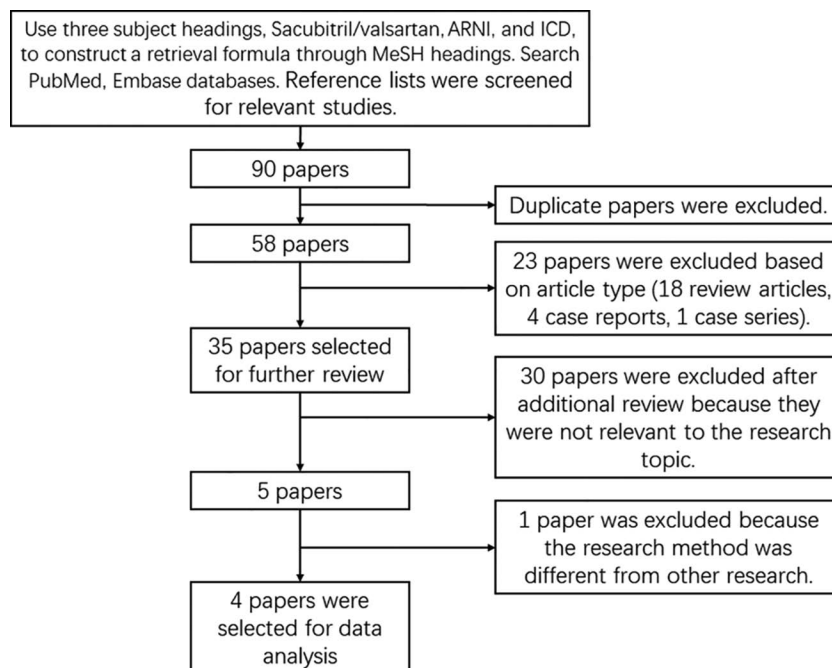 Use three subject headings, Sacubitril/valsartan, ARNI, and ICD,
to construct a retrieval formula through MeSH headings. Search
PubMed, Embase databases. Reference lists were screened
for relevant studies.
90 papers
Duplicate papers were excluded.
58 papers
23 papers were excluded based
on article type (18 review articles,
4 case reports, 1 case series).
35 papers selected
for further review
30 papers were excluded after
additional review because they
were not relevant to the research
topic.
5 papers
1 paper was excluded because
the research method was
different from other research.
4 papers were
selected for data
analysis